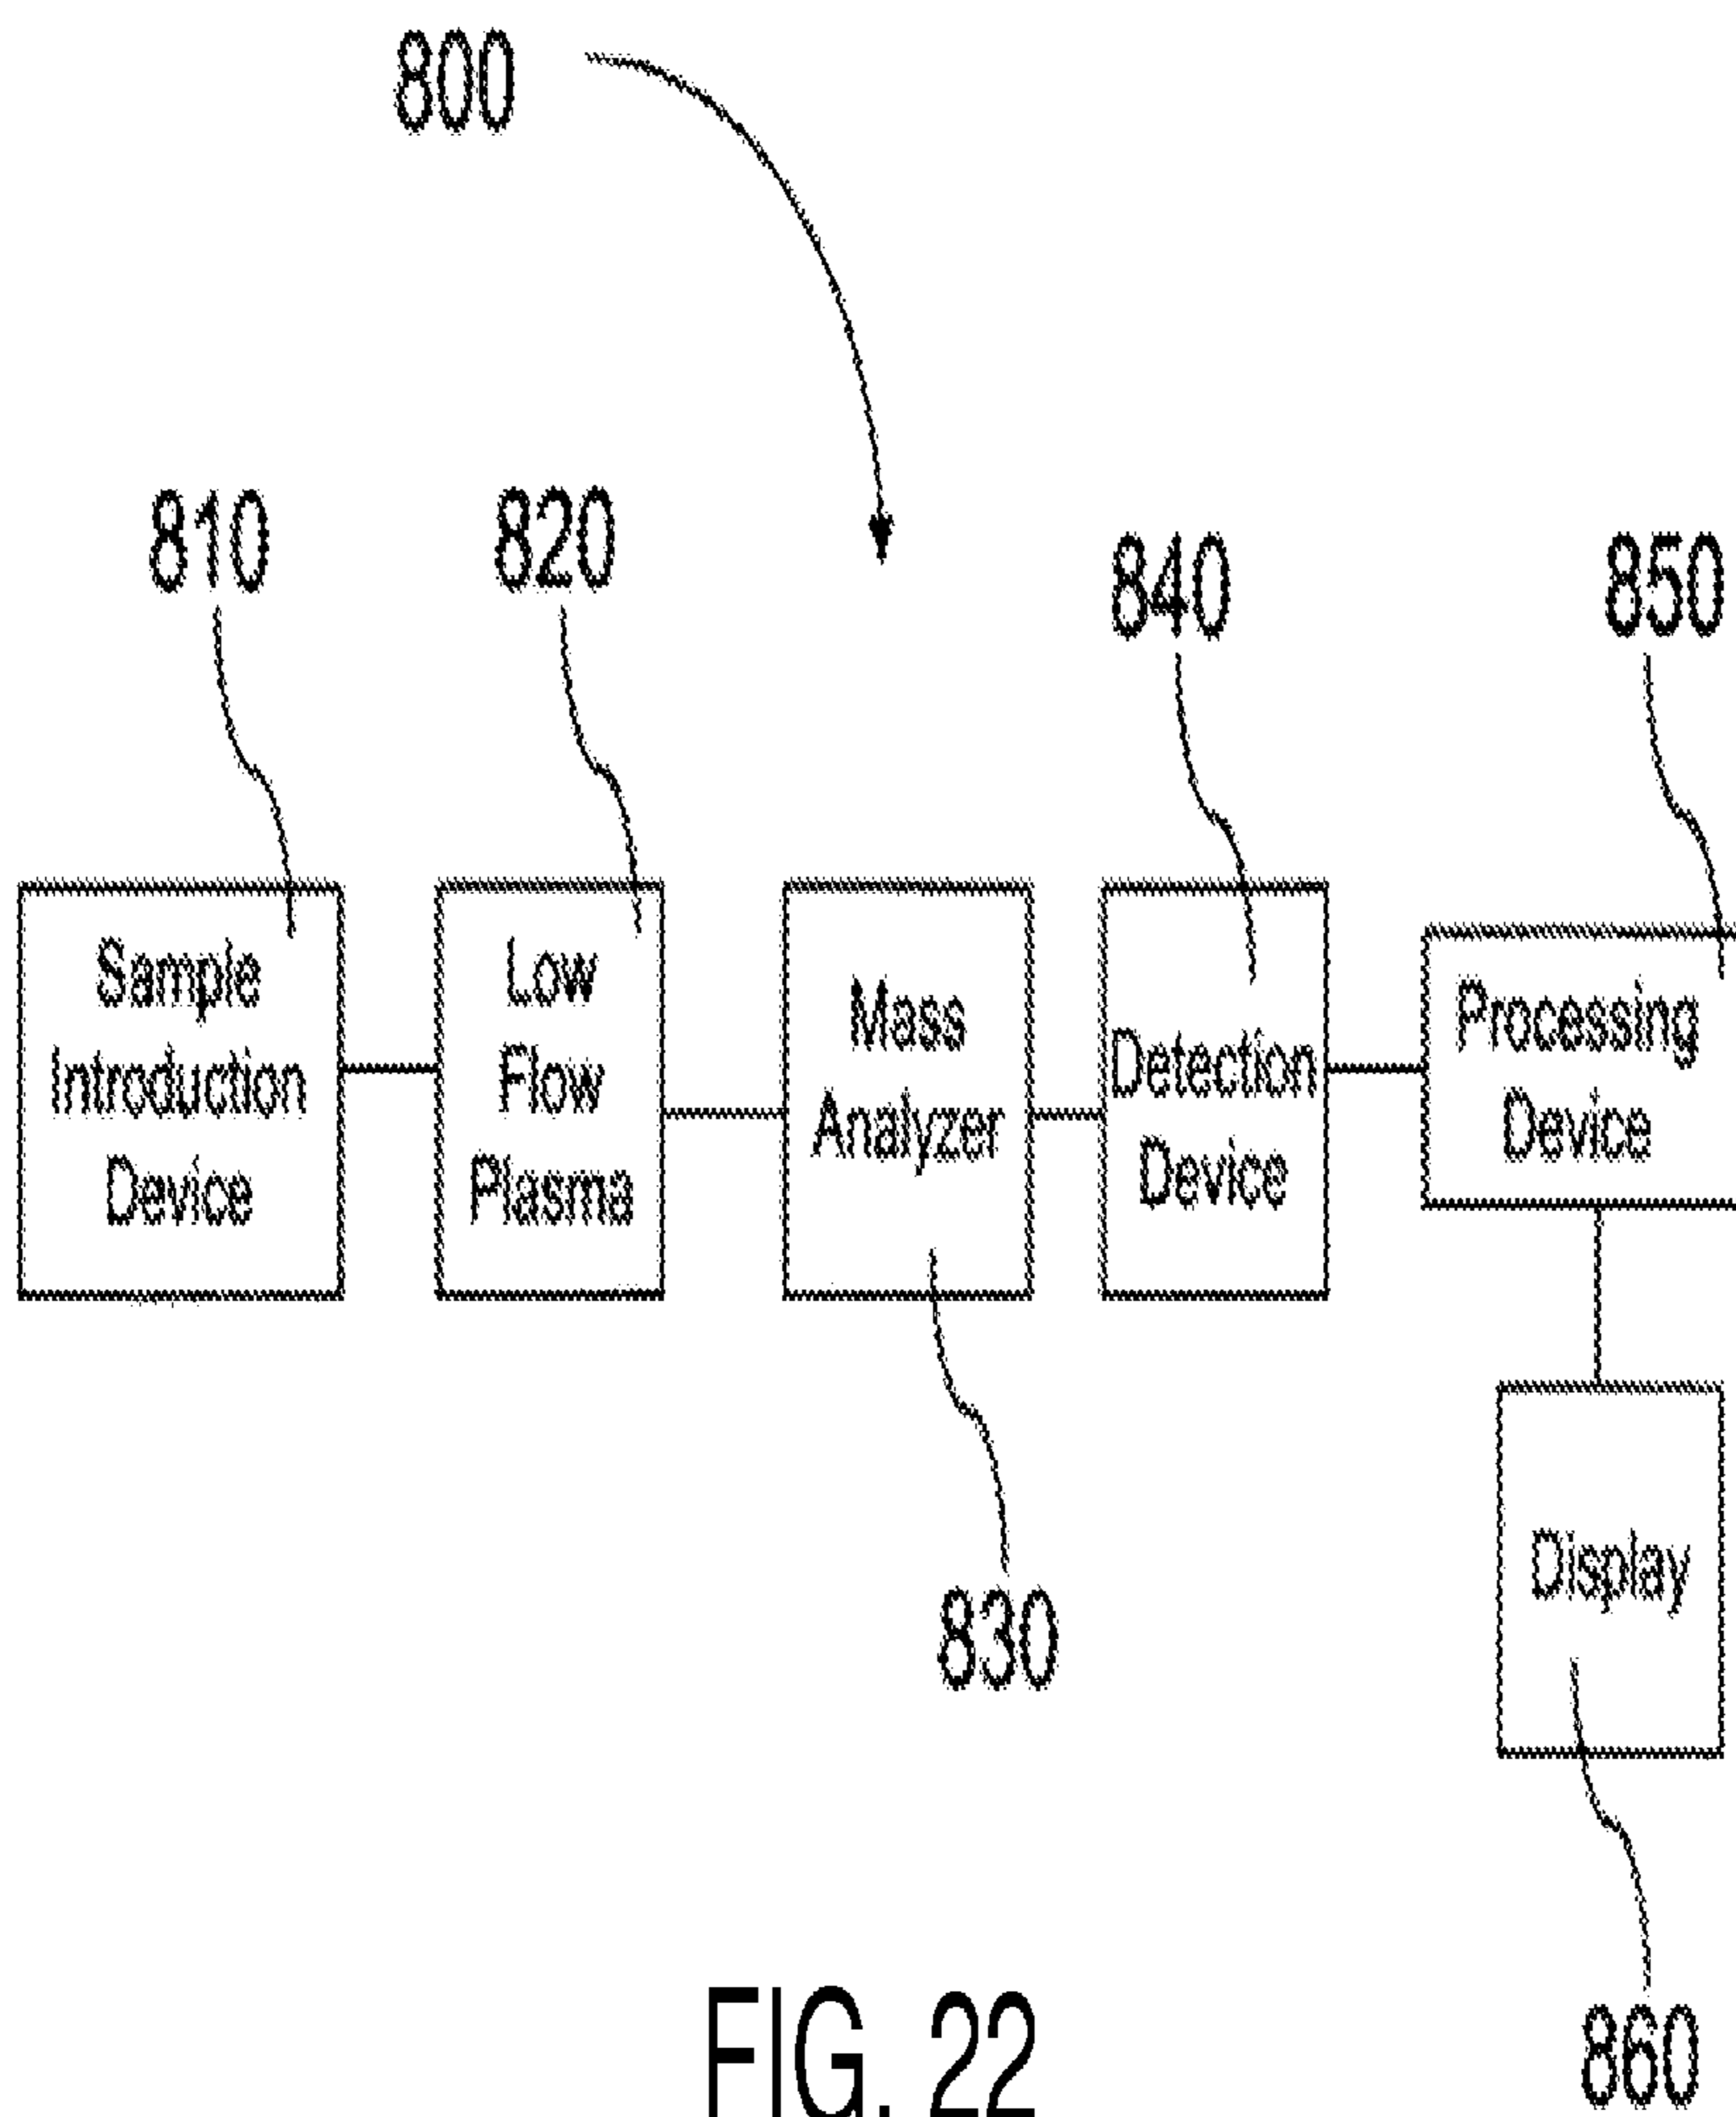 800
810
820
840
850
Sample
Introduction
Device
Low
Flow
Plasma
Mass
Analyzer
Detection
Device
Processing
Device
Display
830
860
FIG. 22